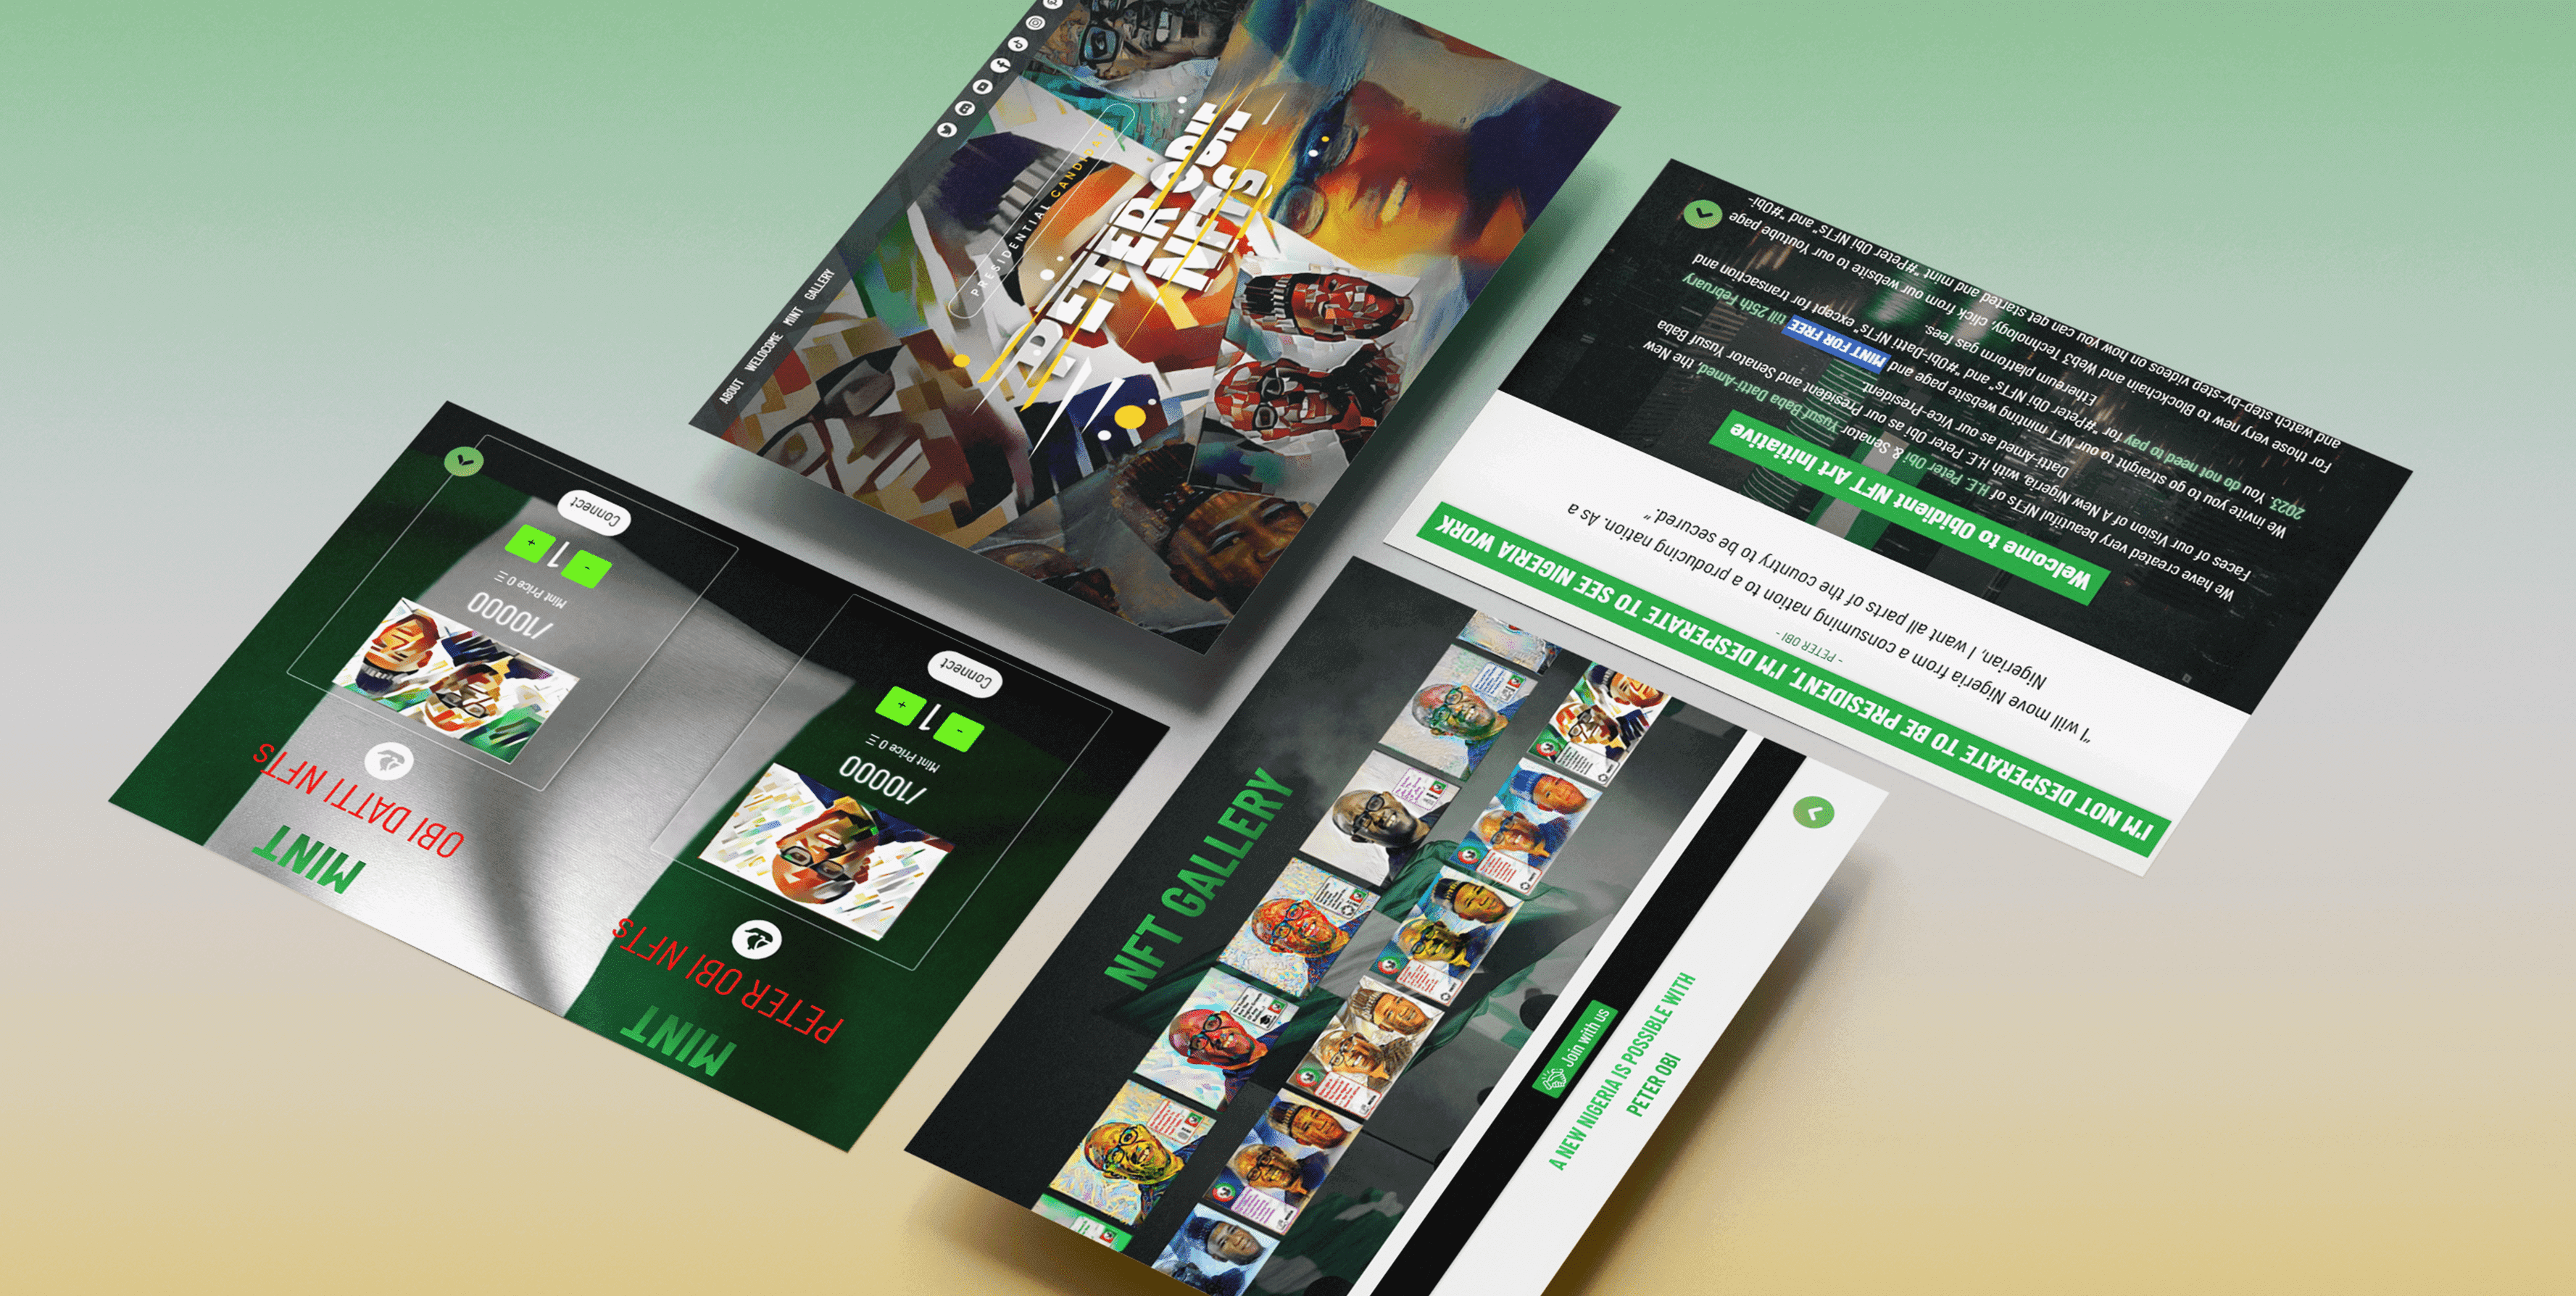 ABOUT WELOCOME MINT GALLERY
PRESIDENTIAL CANDIDATE
PETER OBI
NFTS
I'M NOT DESPERATE TO BE PRESIDENT, I'M DESPERATE TO SEE NIGERIA WORK
- PETER OBI -
"I will move Nigeria from a consuming nation to a producing nation. As a
Nigerian, I want all parts of the country to be secured."
Welcome to Obidient NFT Art Initiative
We have created very beautiful NFTs of H.E Peter Obi & Senator Yusuf Baba Datti-Amed, the New
Faces of our Vision of A New Nigeria, with H.E. Peter Obi as our President and Senator Yusuf Baba
Datti-Amed as our Vice-President.
We invite you to go straight to our NFT minting website page and MINT FOR FREE till 25th February
2023. You do not need to pay for "#Peter Obi NFTs" and "#Obi-Datti NFTs" except for transaction and
Ethereum platform gas fees.
For those very new to Blockchain and Web3 Technology, click from our website to our Youtube page
and watch step-by-step videos on how you can get started and mint "#Peter Obi NFTs" and "#Obi-
MINT
OBI DATTI NFTs
/10000
Mint Price 0 Ξ
- 1 +
Connect
MINT
PETER OBI NFTs
/10000
Mint Price 0 Ξ
- 1 +
Connect
NFT GALLERY
Join with us
A NEW NIGERIA IS POSSIBLE WITH
PETER OBI